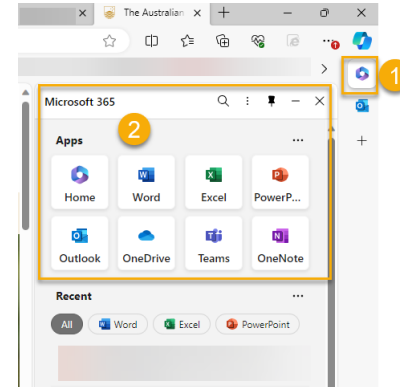 The Australian
1
Microsoft 365
2
Apps
Home Word Excel PowerP...
Outlook OneDrive Teams OneNote
Recent
All Word Excel PowerPoint